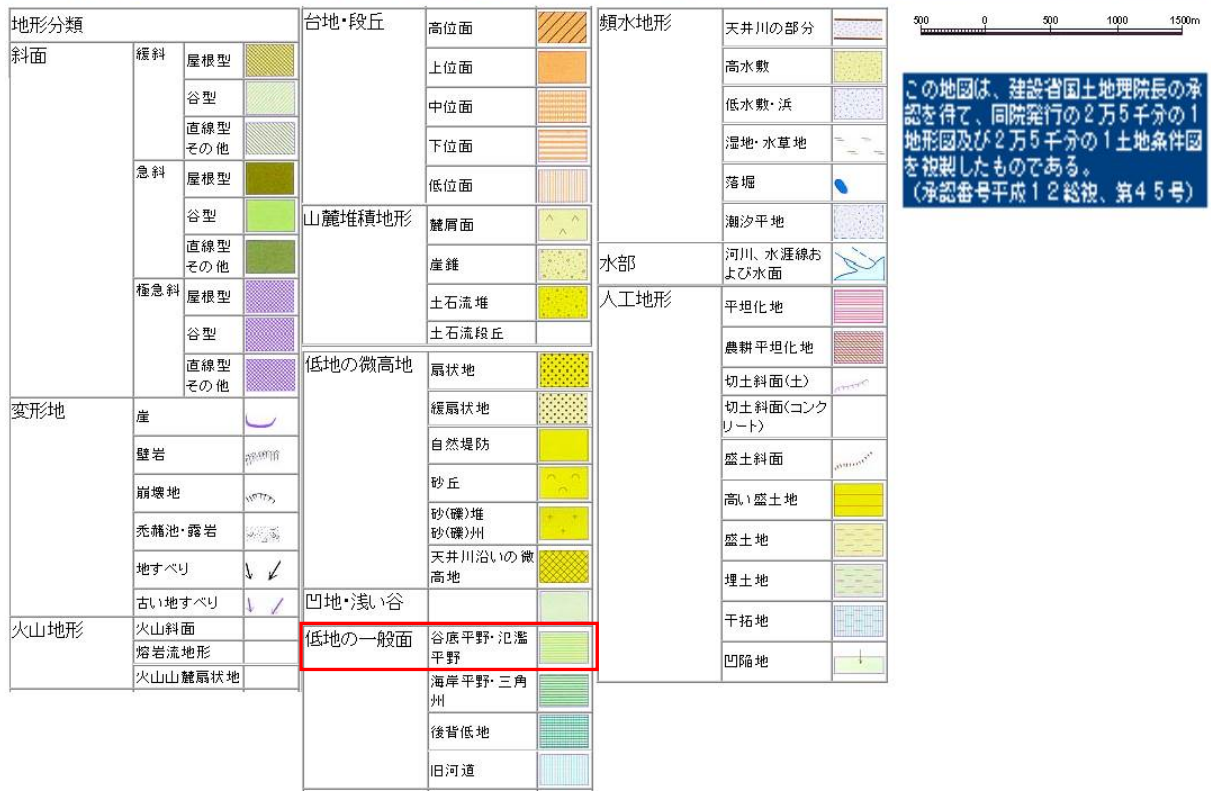 地形分類
斜面
緩斜
屋根型
谷型
直線型
その他
急斜
屋根型
谷型
直線型
その他
極急斜
屋根型
谷型
直線型
その他
変形地
崖
壁岩
崩壊地
禿赭池・露岩
地すべり
古い地すべり
火山地形
火山斜面
熔岩流地形
火山山麓扇状地
台地・段丘
高位面
上位面
中位面
下位面
低位面
山麓堆積地形
麓屑面
崖錐
土石流堆
土石流段丘
低地の微高地
扇状地
緩扇状地
自然堤防
砂丘
砂(礫)堆
砂(礫)州
天井川沿いの微
高地
凹地・浅い谷
低地の一般面
谷底平野・氾濫
平野
海岸平野・三角
州
後背低地
旧河道
頻水地形
天井川の部分
高水敷
低水敷・浜
湿地・水草地
落堀
潮汐平地
水部
河川、水涯線お
よび水面
人工地形
平坦化地
農耕平坦化地
切土斜面(土)
切土斜面(コンク
リート)
盛土斜面
高い盛土地
盛土地
埋土地
干拓地
凹陥地
500 0 500 1000 1500m
この地図は、建設省国土地理院長の承
認を得て、同院発行の2万5千分の1
地形図及び2万5千分の1土地条件図
を複製したものである。
(承認番号平成12総複、第45号)